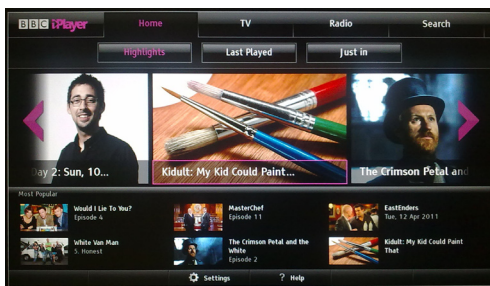 BBC iPlayer
Home
TV
Radio
Search
Highlights
Last Played
Just in
Day 2: Sun, 10...
Kidult: My Kid Could Paint...
The Crimson Petal and
Most Popular
Would I Lie To You?
Episode 4
MasterChef
Episode 11
EastEnders
Tue, 12 Apr 2011
White Van Man
5. Honest
The Crimson Petal and the
White
Episode 2
Kidult: My Kid Could Paint
That
Settings
? Help